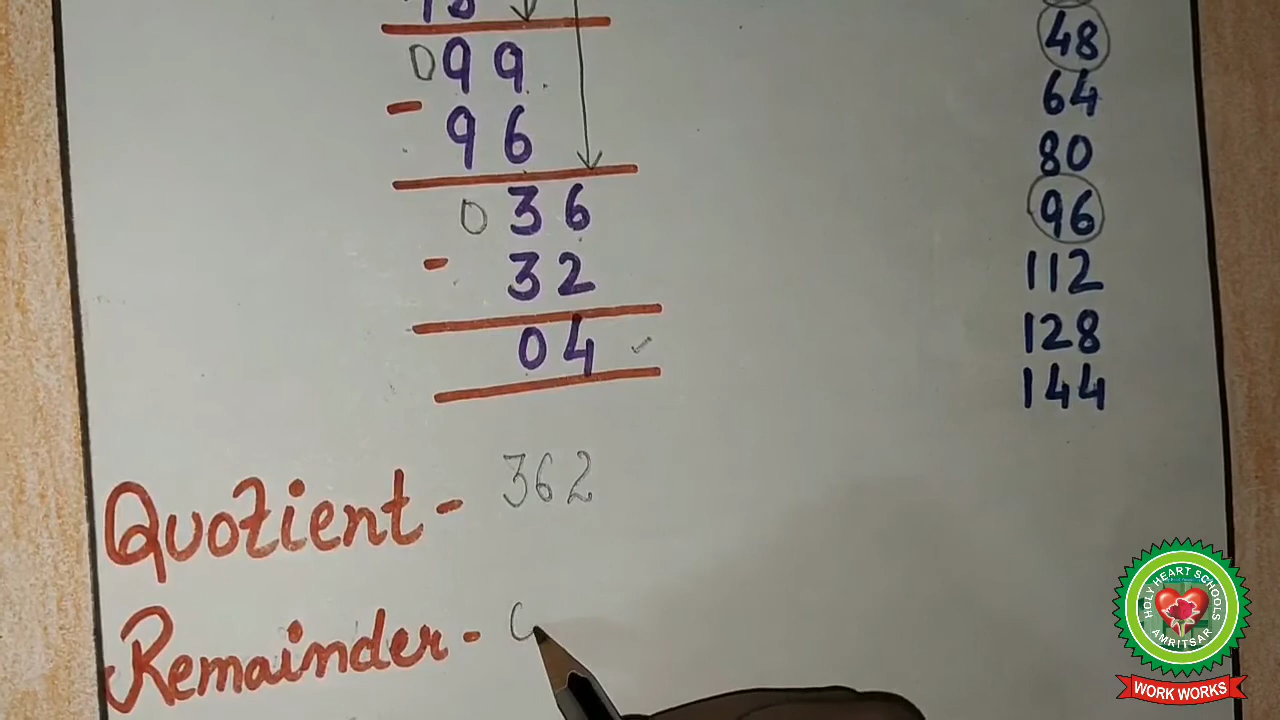 48
099
- 96
036
- 32
04 ✓
48
64
80
96
112
128
144
Quotient - 362
Remainder -
HOLY HEART SCHOOLS
AMRITSAR
WORK WORKS